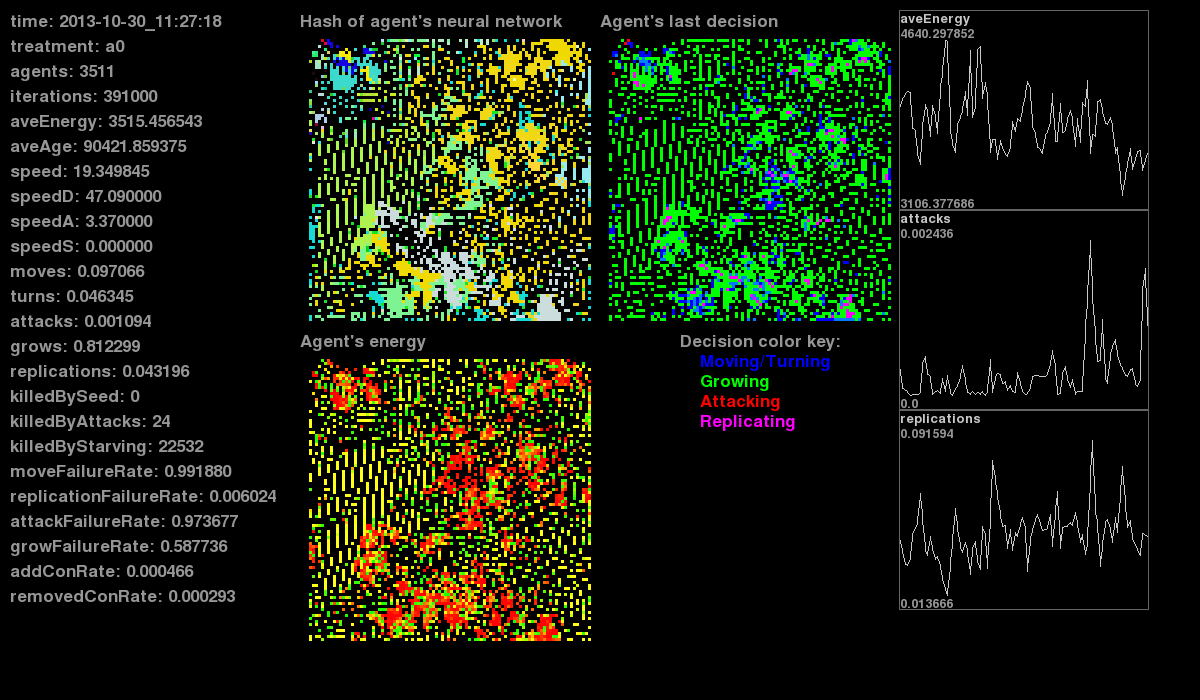 time: 2013-10-30_11:27:18
treatment: a0
agents: 3511
iterations: 391000
aveEnergy: 3515.456543
aveAge: 90421.859375
speed: 19.349845
speedD: 47.090000
speedA: 3.370000
speedS: 0.000000
moves: 0.097066
turns: 0.046345
attacks: 0.001094
grows: 0.812299
replications: 0.043196
killedBySeed: 0
killedByAttacks: 24
killedByStarving: 22532
moveFailureRate: 0.991880
replicationFailureRate: 0.006024
attackFailureRate: 0.973677
growFailureRate: 0.587736
addConRate: 0.000466
removedConRate: 0.000293
Hash of agent's neural network
Agent's last decision
Agent's energy
Decision color key:
Moving/Turning
Growing
Attacking
Replicating
aveEnergy
4640.297852
3106.377686
attacks
0.002436
0.0
replications
0.091594
0.013666